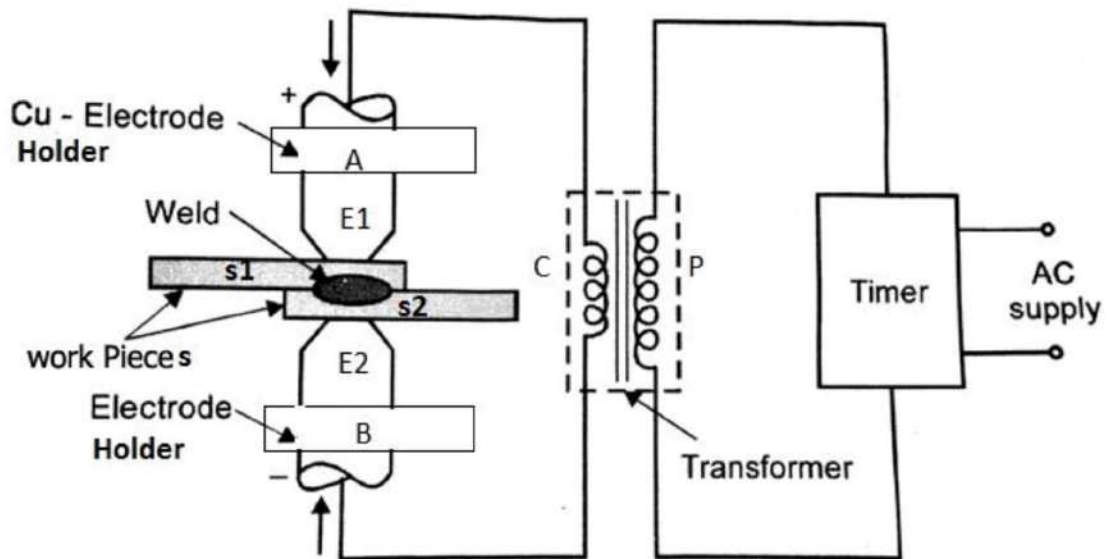 +
Cu - Electrode
Holder
A
Weld
E1
s1
s2
work Pieces
E2
Electrode
Holder
B
−
C
P
Transformer
Timer
AC
supply